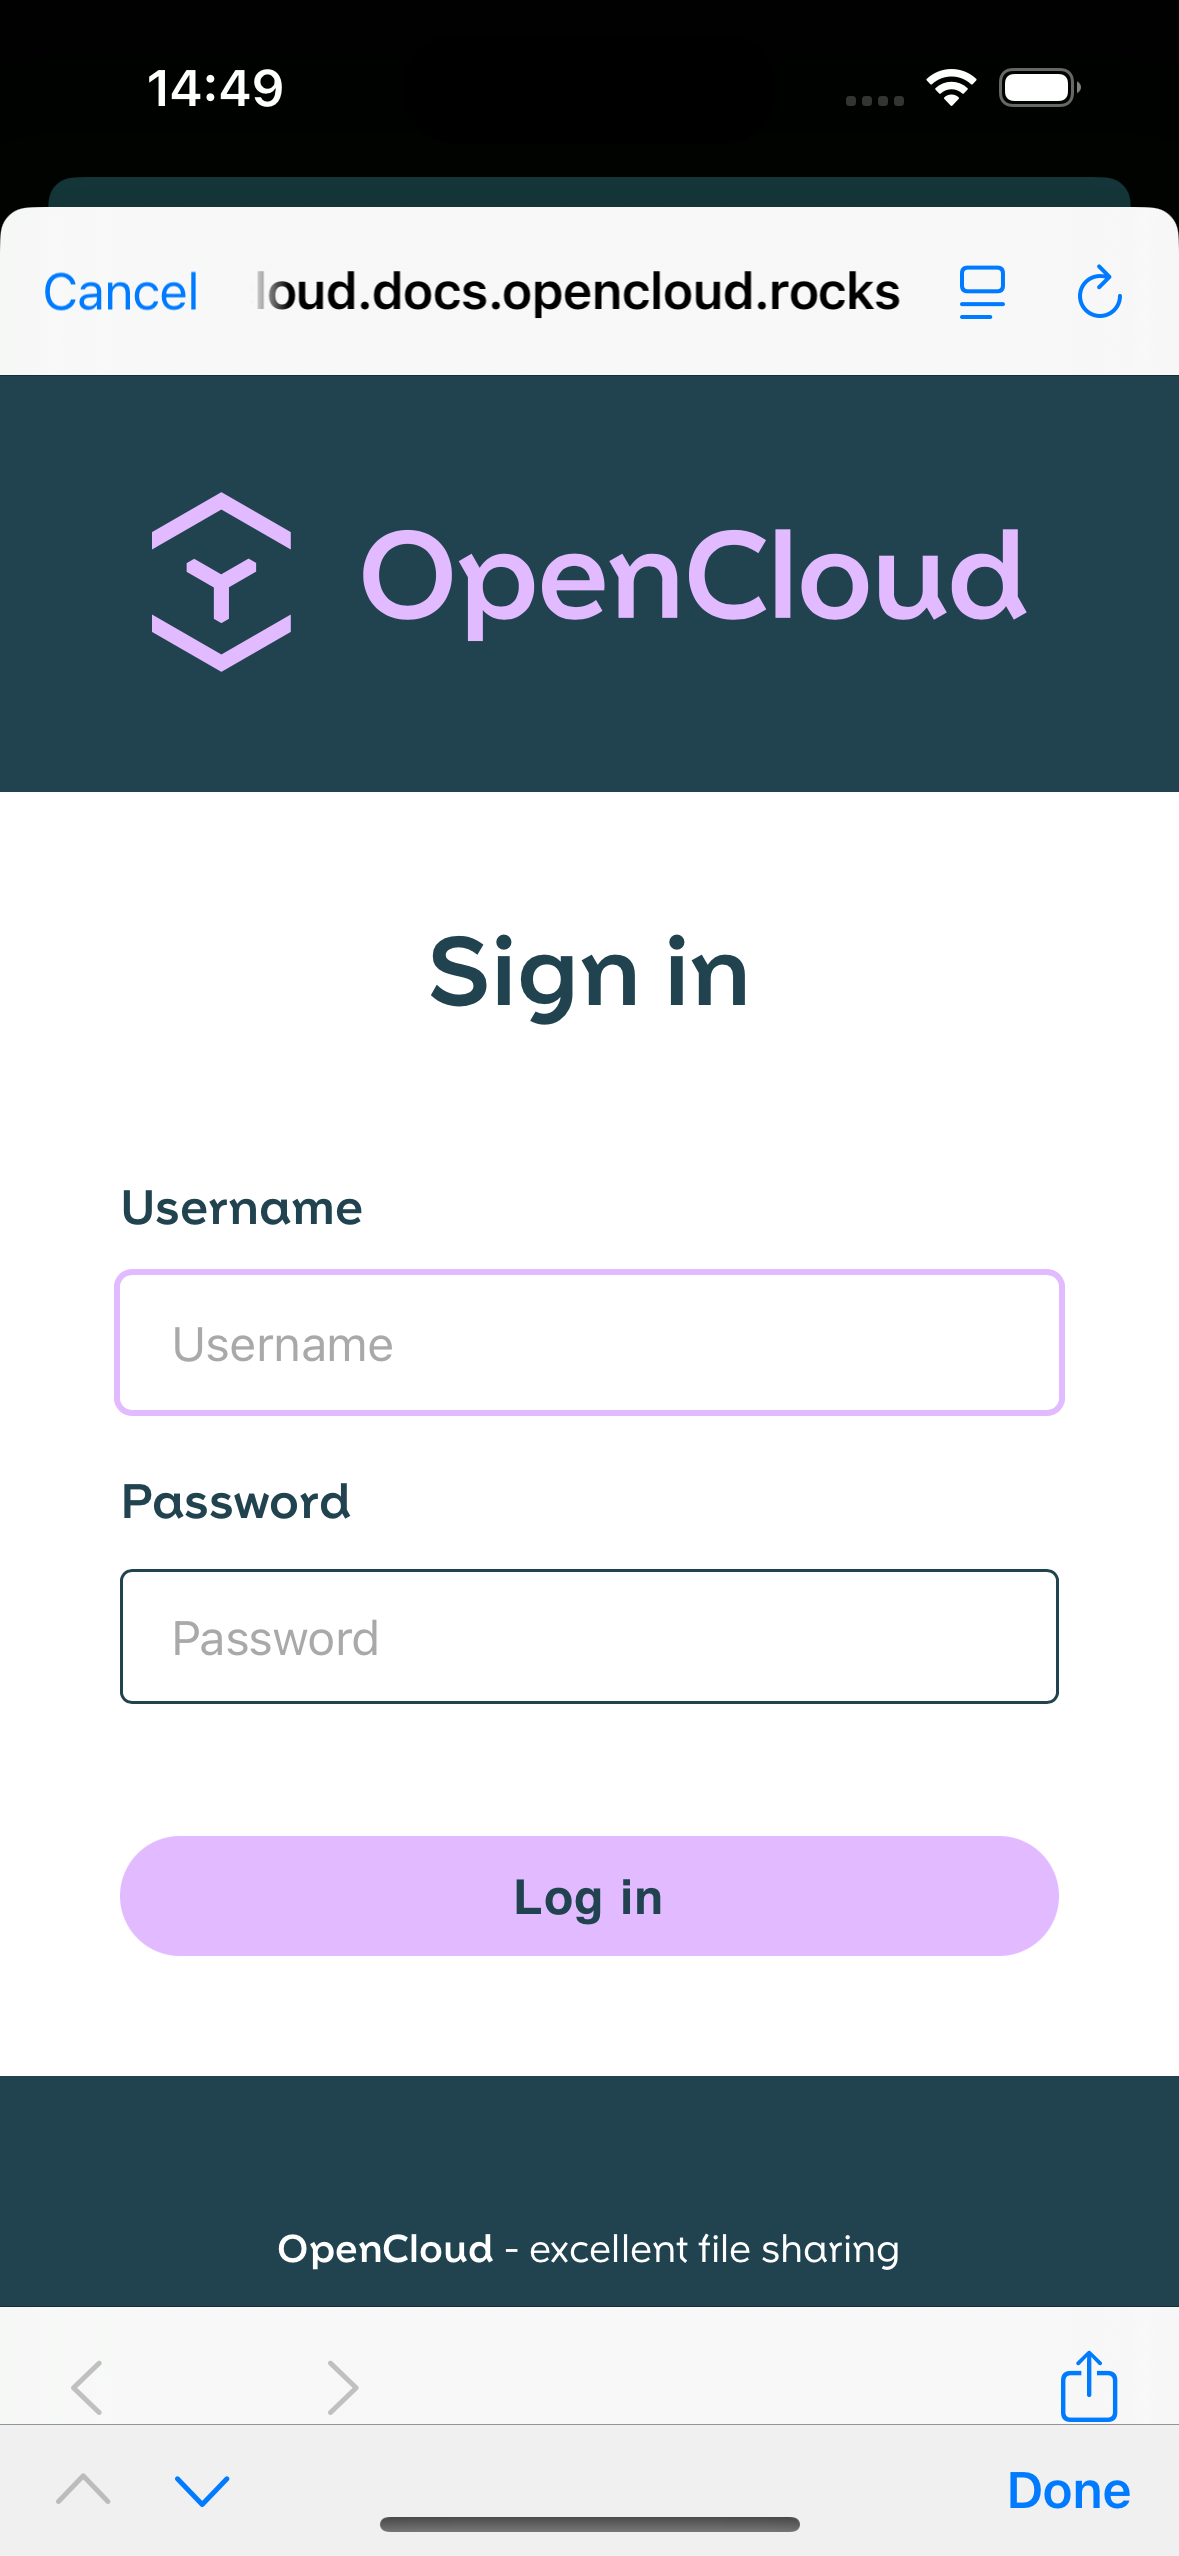 14:49
Cancel
loud.docs.opencloud.rocks
OpenCloud
Sign in
Username
Username
Password
Password
Log in
OpenCloud - excellent file sharing
Done